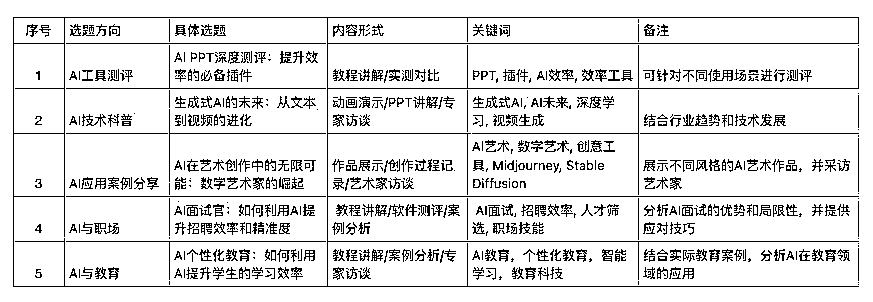 序号 选题方向 具体选题 内容形式 关键词 备注
1 AI工具测评 AI PPT深度测评：提升效率的必备插件 教程讲解/实测对比 PPT, 插件, AI效率, 效率工具 可针对不同使用场景进行测评
2 AI技术科普 生成式AI的未来：从文本到视频的进化 动画演示/PPT讲解/专家访谈 生成式AI, AI未来, 深度学习, 视频生成 结合行业趋势和技术发展
3 AI应用案例分享 AI在艺术创作中的无限可能：数字艺术家的崛起 作品展示/创作过程记录/艺术家访谈 AI艺术, 数字艺术, 创意工具, Midjourney, Stable Diffusion 展示不同风格的AI艺术作品，并采访艺术家
4 AI与职场 AI面试官：如何利用AI提升招聘效率和精准度 教程讲解/软件测评/案例分析 AI面试, 招聘效率, 人才筛选, 职场技能 分析AI面试的优势和局限性，并提供应对技巧
5 AI与教育 AI个性化教育：如何利用AI提升学生的学习效率 教程讲解/案例分析/专家访谈 AI教育，个性化教育，智能学习，教育科技 结合实际教育案例，分析AI在教育领域的应用